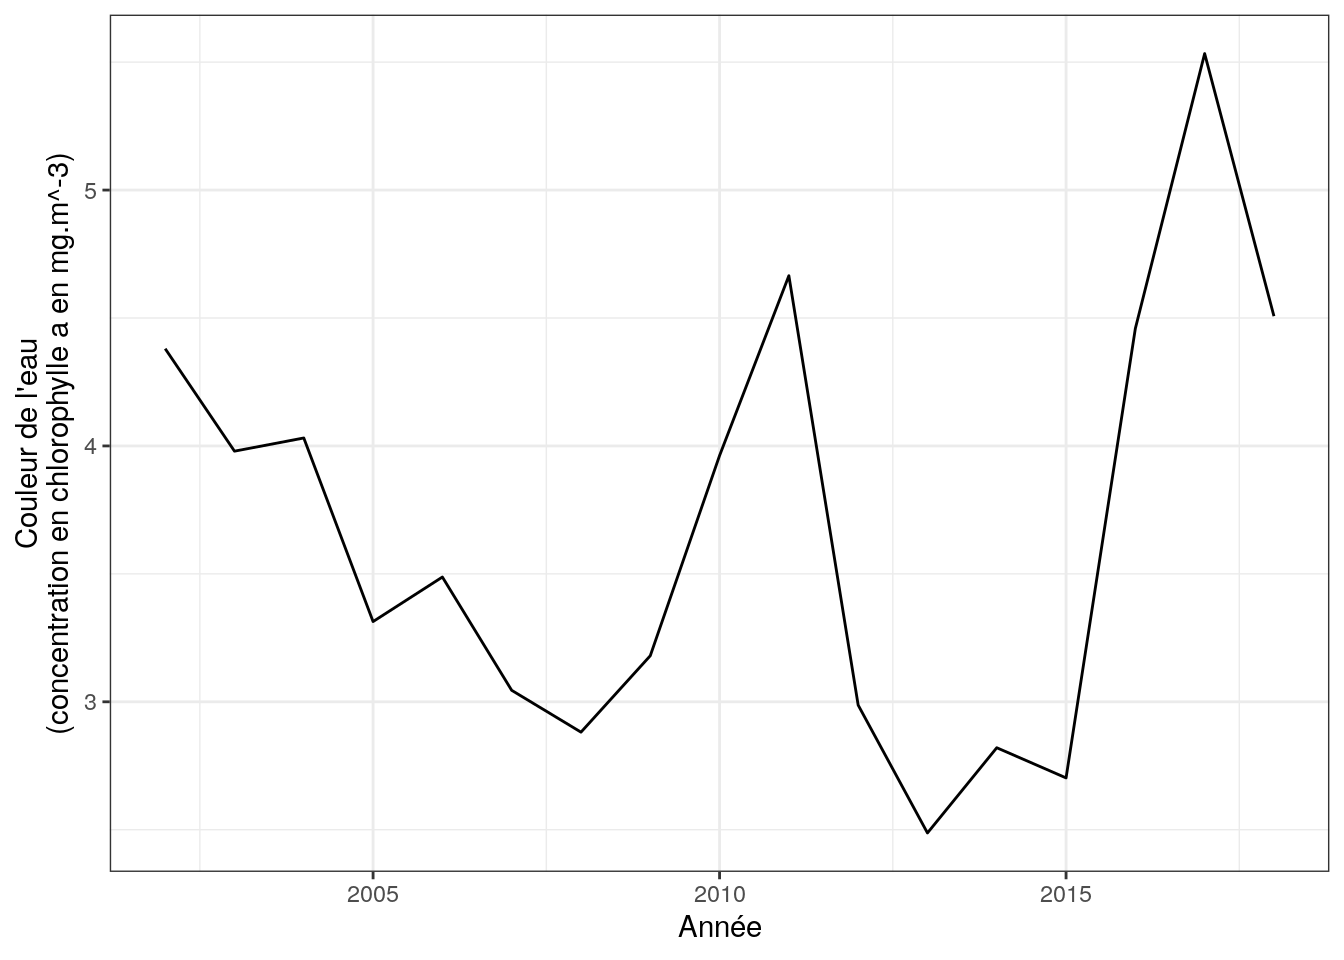 Couleur de l'eau
(concentration en chlorophylle a en mg.m^-3)
5
4
3
2005
2010
2015
Année